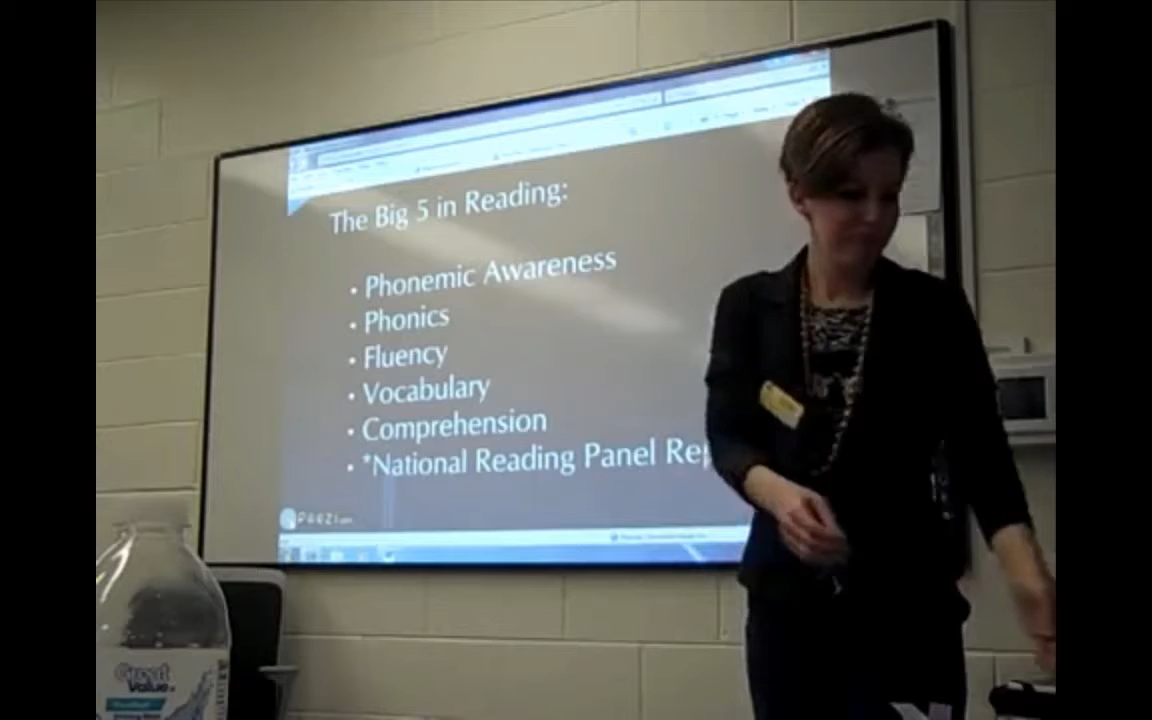 The Big 5 in Reading:
• Phonemic Awareness
• Phonics
• Fluency
• Vocabulary
• Comprehension
• *National Reading Panel Rep
Great
Value